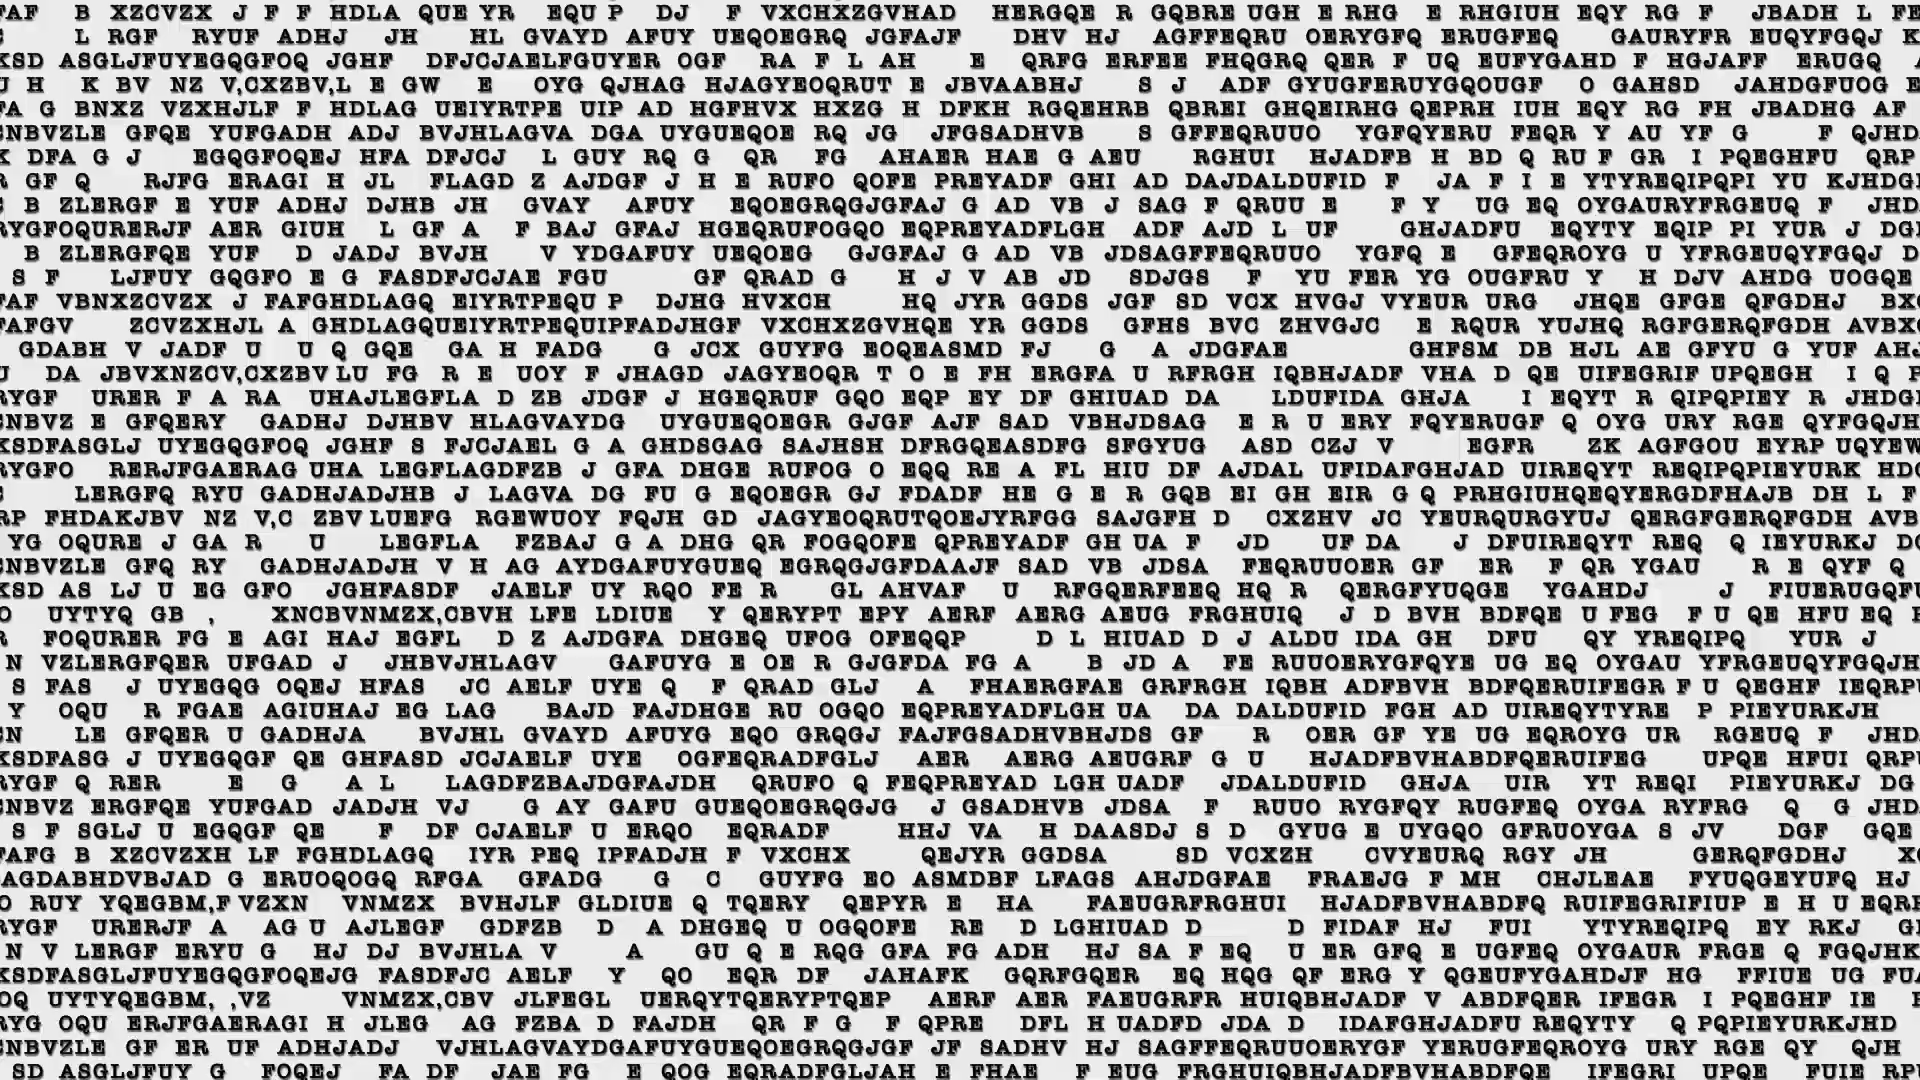 FAF B XZCVZX J F F HDLA QUE YR EQU P DJ F VXCHXZGVHAD HERGQE R GQBRE UGH E RHG E RHGIUH EQY RG F JBADH L FE
L RGF RYUF ADHJ JH HL GVAYD AFUY UEQOEGRQ JGFAJF DHV HJ AGFFEQRU OERYGFQ ERUGFEQ GAURYFR EUQYFGQJ K
KSD ASGLJFUYEGQGFOQ JGHF DFJCJAELFGUYER OGF RA F L AH E QRFG ERFEE FHQGRQ QER F UQ EUFYGAHD F HGJAFF ERUGQ
U H K BV NZ V,CXZBV,L E GW E OYG QJHAG HJAGYEOQRUT E JBVAABHJ S J ADF GYUGFERUYGQOUGF O GAHSD JAHDGFUOG E
FA G BNXZ VZXHJLF F HDLAG UEIYRTPE UIP AD HGFHVX HXZG H DFKH RGQEHRB QBREI GHQEIRHG QEPRH IUH EQY RG FH JBADHG AF
CNBVZLE GFQE YUFGADH ADJ BVJHLAGVA DGA UYGUEQOE RQ JG JFGSADHVB S GFFEQRUUO YGFQYERU FEQR Y AU YF G F QJHD
K DFA G J EGQGFOQEJ HFA DFJCJ L GUY RQ G QR FG AHAER HAE G AEU RGHUI HJADFB H BD Q RU F GR I PQEGHFU QRP
R GF Q RJFG ERAGI H JL FLAGD Z AJDGF J H E RUFO QOFE PREYADF GHI AD DAJDALDUFID F JA F I E YTYREQIPQPI YU KJHDG
C B ZLERGF E YUF ADHJ DJHB JH GVAY AFUY EQOEGRQGJGFAJ G AD VB J SAG F QRUU E F Y UG EQ OYGAURYFRGEUQ F JHD
RYGFOQURERJF AER GIUH L GF A F BAJ GFAJ HGEQRUFOGQO EQPREYADFLGH ADF AJD L UF GHJADFU EQYTY EQIP PI YUR J DG
B ZLERGFQE YUF D JADJ BVJH V YDGAFUY UEQOEG GJGFAJ G AD VB JDSAGFFEQRUUO YGFQ E GFEQROYG U YFRGEUQYFGQJ D
S F LJFUY GQGFO E G FASDFJCJAE FGU GF QRAD G H J V AB JD SDJGS F YU FER YG OUGFRU Y H DJV AHDG UOGQE
FAF VBNXZCVZX J FAFGHDLAGQ EIYRTPEQU P DJHG HVXCH HQ JYR GGDS JGF SD VCX HVGJ VYEUR URG JHQE GFGE QFGDHJ BX
FAFGV ZCVZXHJL A GHDLAGQUEIYRTPEQUIPFADJHGF VXCHXZGVHQE YR GGDS GFHS BVC ZHVGJC E RQUR YUJHQ RGFGERQFGDH AVBX
GDABH V JADF U U Q GQE GA H FADG G JCX GUYFG EOQEASMD FJ G A JDGFAE GHFSM DB HJL AE GFYU G YUF AHJ
U DA JBVXNZCV,CXZBV LU FG R E UOY F JHAGD JAGYEOQR T O E FH ERGFA U RFRGH IQBHJADF VHA D QE UIFEGRIF UPQEGH I Q P
RYGF URER F A RA UHAJLEGFLA D ZB JDGF J HGEQRUF GQO EQP EY DF GHIUAD DA LDUFIDA GHJA I EQYT R QIPQPIEY R JHDG
CNBVZ E GFQERY GADHJ DJHBV HLAGVAYDG UYGUEQOEGR GJGF AJF SAD VBHJDSAG E R U ERY FQYERUGF Q OYG URY RGE QYFGQJH
KSDFASGLJ UYEGQGFOQ JGHF S FJCJAEL G A GHDSGAG SAJHSH DFRGQEASDFG SFGYUG ASD CZJ V EGFR ZK AGFGOU EYRP UQYEW
RYGFO RERJFGAERAG UHA LEGFLAGDFZB J GFA DHGE RUFOG O EQQ RE A FL HIU DF AJDAL UFIDAFGHJAD UIREQYT REQIPQPIEYURK HD
C LERGFQ RYU GADHJADJHB J LAGVA DG FU G EQOEGR GJ FDADF HE G E R GQB EI GH EIR G Q PRHGIUHQEQYERGDFHAJB DH L F
RP FHDAKJBV NZ V,C ZBV LUEFG RGEWUOY FQJH GD JAGYEOQRUTQOEJYRFGG SAJGFH D CXZHV JC YEURQURGYUJ QERGFGERQFGDH AVB
YG OQURE J GA R U LEGFLA FZBAJ G A DHG QR FOGQOFE QPREYADF GH UA F JD UF DA J DFUIREQYT REQ Q IEYURKJ D
CNBVZLE GFQ RY GADHJADJH V H AG AYDGAFUYGUEQ EGRQGJGFDAAJF SAD VB JDSA FEQRUUOER GF ER F QR YGAU R E QYF Q
KSD AS LJ U EG GFO JGHFASDF JAELF UY RQO FE R GL AHVAF U RFGQERFEEQ HQ R QERGFYUQGE YGAHDJ J FIUERUGQFU
O UYTYQ GB , XNCBVNMZX,CBVH LFE LDIUE Y QERYPT EPY AERF AERG AEUG FRGHUIQ J D BVH BDFQE U FEG F U QE HFU EQ
R FOQURER FG E AGI HAJ EGFL D Z AJDGFA DHGEQ UFOG OFEQQP D L HIUAD D J ALDU IDA GH DFU QY YREQIPQ YUR J
N VZLERGFQER UFGAD J JHBVJHLAGV GAFUYG E OE R GJGFDA FG A B JD A FE RUUOERYGFQYE UG EQ OYGAU YFRGEUQYFGQJH
S FAS J UYEGQG OQEJ HFAS JC AELF UYE Q F QRAD GLJ A FHAERGFAE GRFRGH IQBH ADFBVH BDFQERUIFEGR F U QEGHF IEQRP
Y OQU R FGAE AGIUHAJ EG LAG BAJD FAJDHGE RU OGQO EQPREYADFLGH UA DA DALDUFID FGH AD UIREQYTYRE P PIEYURKJH
CN LE GFQER U GADHJA BVJHL GVAYD AFUYG EQO GRQGJ FAJFGSADHVBHJDS GF R OER GF YE UG EQROYG UR RGEUQ F JHD
KSDFASG J UYEGQGF QE GHFASD JCJAELF UYE OGFEQRADFGLJ AER AERG AEUGRF G U HJADFBVHABDFQERUIFEG UPQE HFUI QRP
RYGF Q RER E G A L LAGDFZBAJDGFAJDH QRUFO Q FEQPREYAD LGH UADF JDALDUFID GHJA UIR YT REQI PIEYURKJ DG
CNBVZ ERGFQE YUFGAD JADJH VJ G AY GAFU GUEQOEGRQGJG J GSADHVB JDSA F RUUO RYGFQY RUGFEQ OYGA RYFRG Q G JHD
S F SGLJ U EGQGF QE F DF CJAELF U ERQO EQRADF HHJ VA H DAASDJ S D GYUG E UYGQO GFRUOYGA S JV DGF GQE
FAFG B XZCVZXH LF FGHDLAGQ IYR PEQ IPFADJH F VXCHX QEJYR GGDSA SD VCXZH CVYEURQ RGY JH GERQFGDHJ X
AGDABHDVBJAD G ERUOQOGQ RFGA GFADG G C GUYFG EO ASMDBF LFAGS AHJDGFAE FRAEJG F MH CHJLEAE FYUQGEYUFQ HJ
O RUY YQEGBM,F VZXN VNMZX BVHJLF GLDIUE Q TQERY QEPYR E HA FAEUGRFRGHUI HJADFBVHABDFQ RUIFEGRIFIUP E H U EQR
RYGF URERJF A AG U AJLEGF GDFZB D A DHGEQ U OGQOFE RE D LGHIUAD D D FIDAF HJ FUI YTYREQIPQ EY RKJ G
N V LERGF ERYU G HJ DJ BVJHLA V A GU Q E RQG GFA FG ADH HJ SA F EQ U ER GFQ E UGFEQ OYGAUR FRGE Q FGQJHK
KSDFASGLJFUYEGQGFOQEJG FASDFJC AELF Y QO EQR DF JAHAFK GQRFGQER EQ HQG QF ERG Y QGEUFYGAHDJF HG FFIUE UG FU
OQ UYTYQEGBM, ,VZ VNMZX,CBV JLFEGL UERQYTQERYPTQEP AERF AER FAEUGRFR HUIQBHJADF V ABDFQER IFEGR I PQEGHF IE
RYG OQU ERJFGAERAGI H JLEG AG FZBA D FAJDH QR F G F QPRE DFL H UADFD JDA D IDAFGHJADFU REQYTY Q PQPIEYURKJHD
CNBVZLE GF ER UF ADHJADJ VJHLAGVAYDGAFUYGUEQOEGRQGJGF JF SADHV HJ SAGFFEQRUUOERYGF YERUGFEQROYG URY RGE QY QJH
SD ASGLJFUY G FOQEJ FA DF JAE FG E QOG EQRADFGLJAH E FHAE F EUG FRGHUIQBHJADFBVHABDFQE IFEGRI UPQE FUIE RP